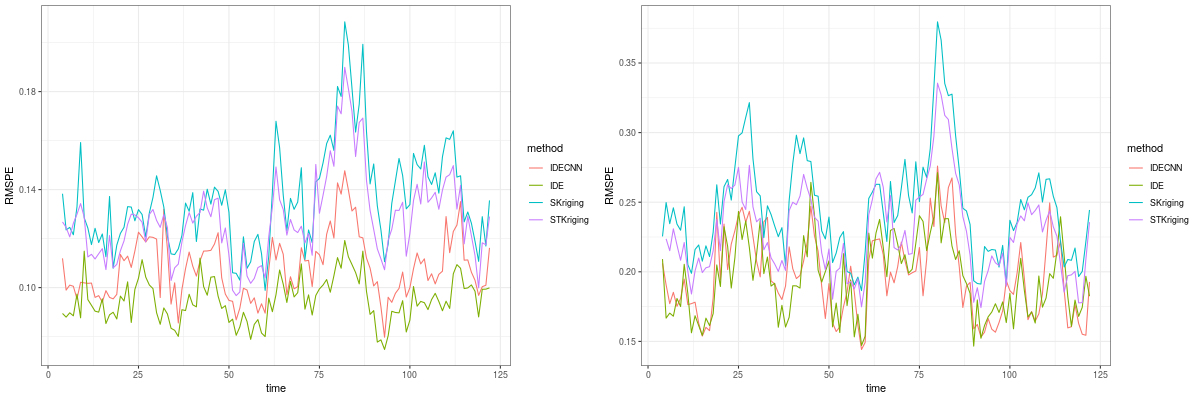 RMSPE
0.18
0.14
0.10
0
25
50
75
100
125
time
method
IDECNN
IDE
SKriging
STKriging
RMSPE
0.35
0.30
0.25
0.20
0.15
0
25
50
75
100
125
time
method
IDECNN
IDE
SKriging
STKriging